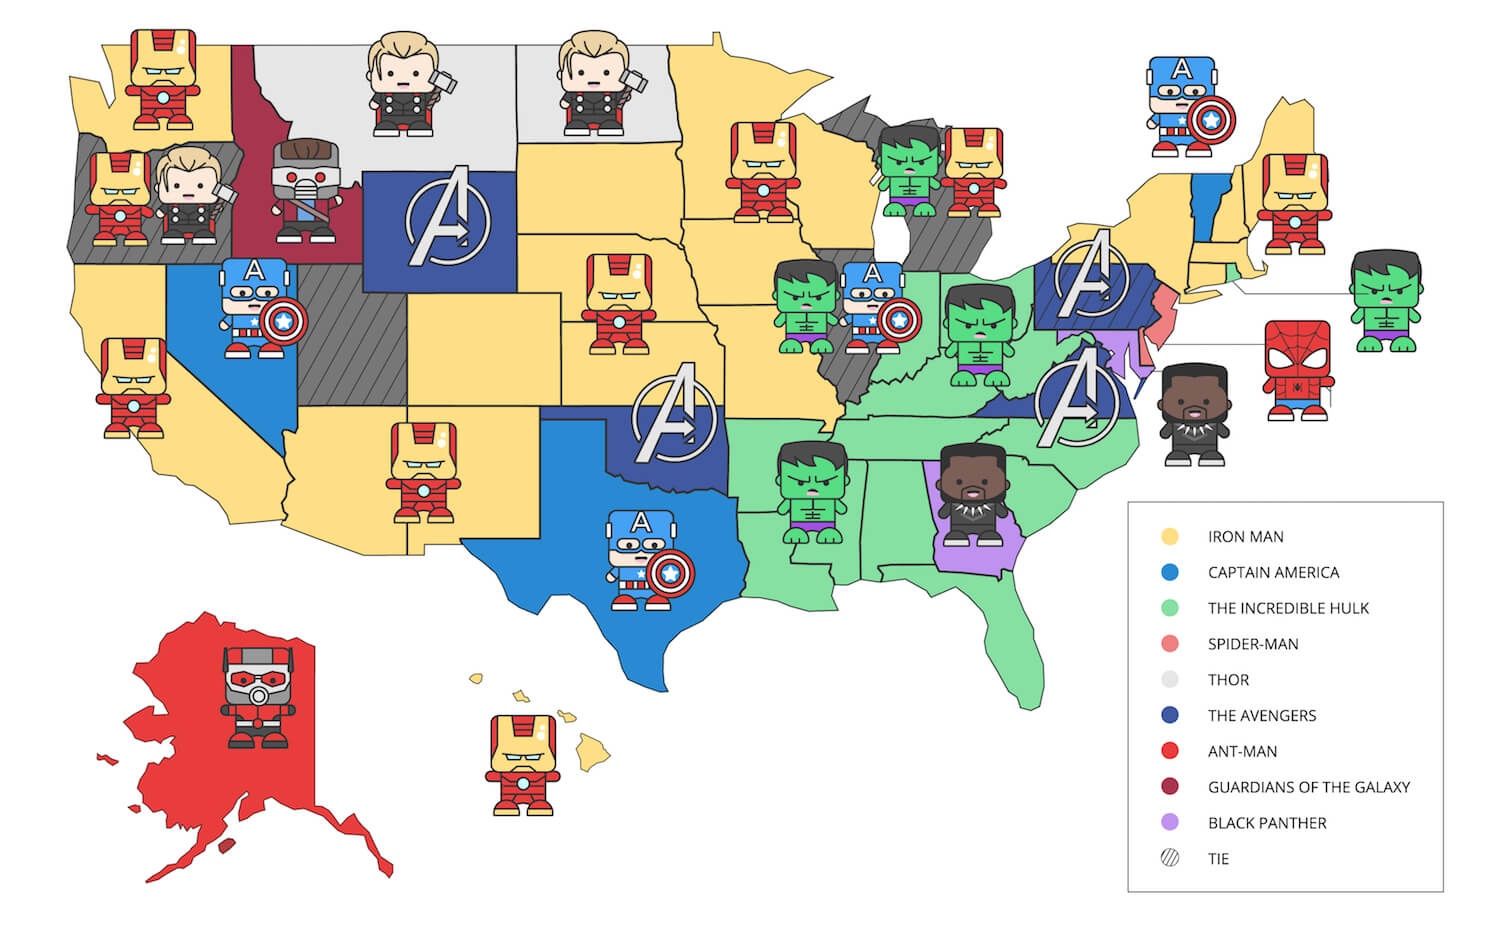 A
A
A
A
IRON MAN
CAPTAIN AMERICA
THE INCREDIBLE HULK
SPIDER-MAN
THOR
THE AVENGERS
ANT-MAN
GUARDIANS OF THE GALAXY
BLACK PANTHER
TIE